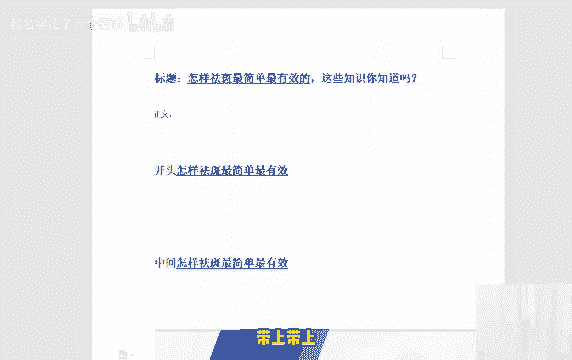 标题：怎样祛斑最简单最有效的，这些知识你知道吗？
正文：
开头怎样祛斑最简单最有效
中间怎样祛斑最简单最有效
带上带上